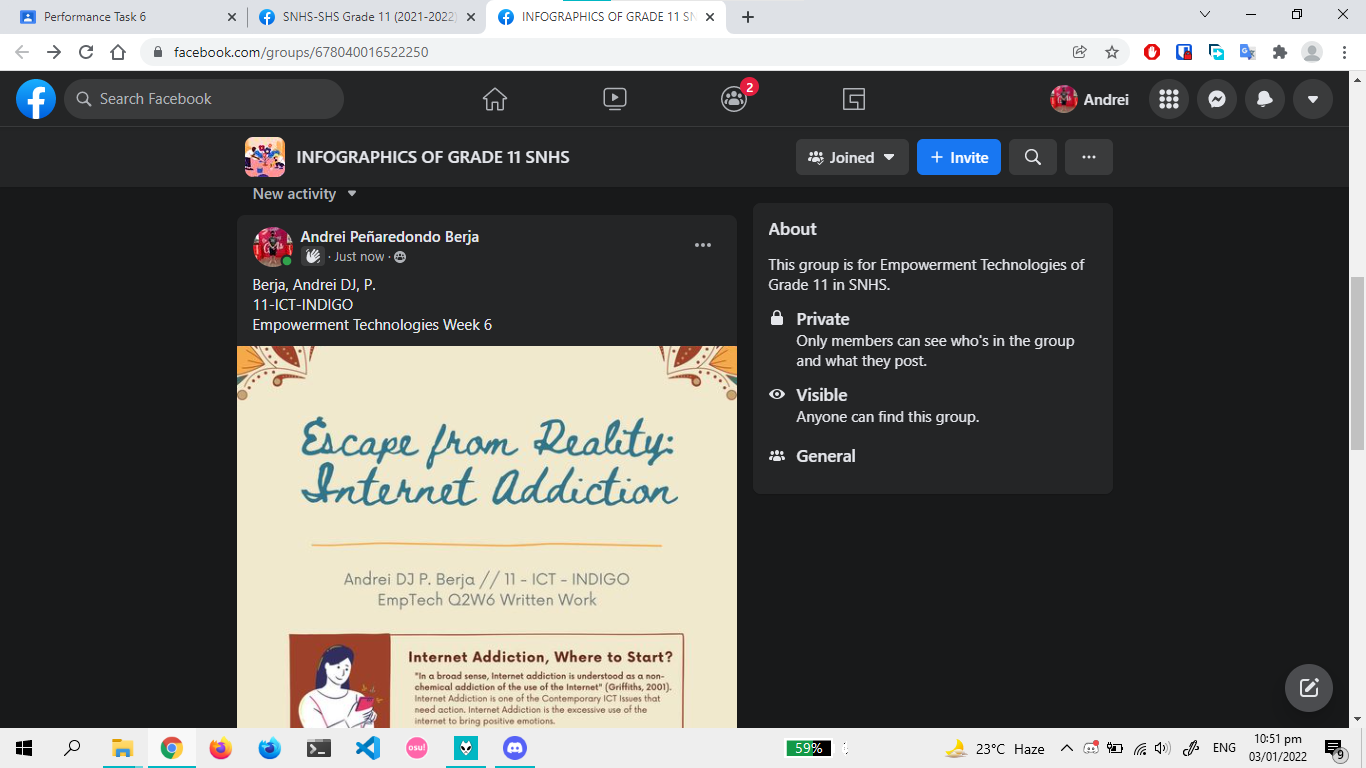 Performance Task 6
SNHS-SHS Grade 11 (2021-2022)
INFOGRAPHICS OF GRADE 11 SN
facebook.com/groups/678040016522250
Search Facebook
2
Andrei
INFOGRAPHICS OF GRADE 11 SNHS
Joined
+ Invite
New activity
Andrei Peñaredondo Berja
· Just now ·
Berja, Andrei DJ, P.
11-ICT-INDIGO
Empowerment Technologies Week 6
Escape from Reality:
Internet Addiction
Andrei DJ P. Berja // 11 - ICT - INDIGO
EmpTech Q2W6 Written Work
Internet Addiction, Where to Start?
"In a broad sense, Internet addiction is understood as a non-
chemical addiction of the use of the Internet" (Griffiths, 2001).
Internet Addiction is one of the Contemporary ICT Issues that
need action. Internet Addiction is the excessive use of the
internet to bring positive emotions.
About
This group is for Empowerment Technologies of
Grade 11 in SNHS.
Private
Only members can see who's in the group
and what they post.
Visible
Anyone can find this group.
General
osu!
59%
23°C Haze
ENG
10:51 pm
03/01/2022
9